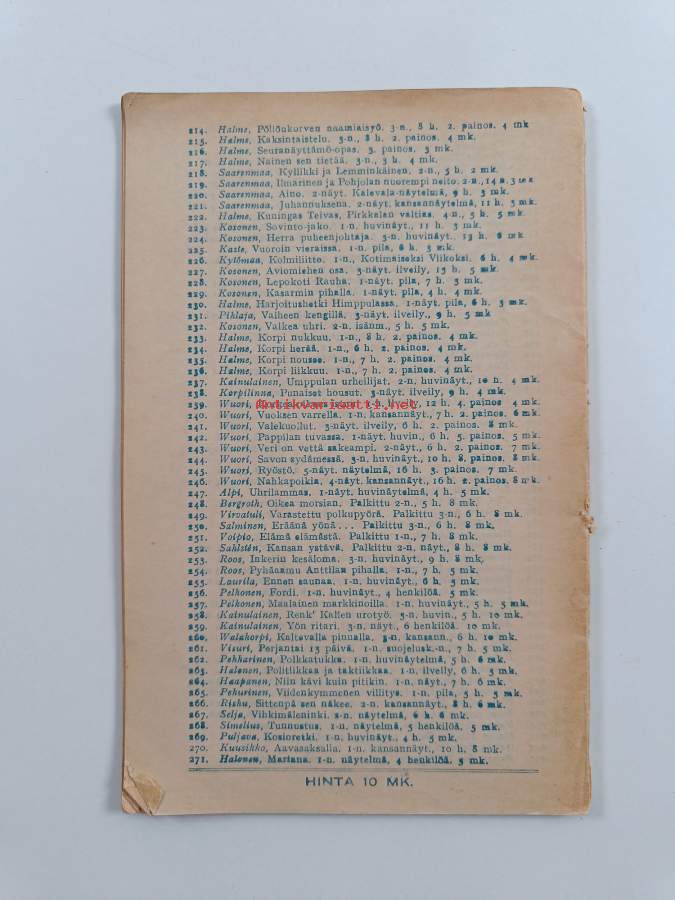 214. Halme, Pöllönkorven naamiaisyö. 3-n., 8 h. 2. painos. 4 mk
215. Halme, Kaksintaistelu. 3-n., 8 h. 2. painos. 4 mk.
216. Halme, Seuranäyttämö-opas. 3. painos. 3 mk.
217. Halme, Nainen sen tietää. 3-n., 3 h. 4 mk.
218. Saarenmaa, Kyllikki ja Lemminkäinen. 2-n., 5 h. 2 mk.
219. Saarenmaa, Ilmarinen ja Pohjolan nuorempi neito. 2-n., 14 h. 3 mk
220. Saarenmaa, Aino. 2-näyt. Kalevala-näytelmä, 9 h. 3 mk.
221. Saarenmaa, Juhannuksena. 2-näyt. kansannäytelmä, 11 h. 3 mk.
222. Halme, Kuningas Teivas, Pirkkalan valtias. 4-n., 5 h. 5 mk.
223. Kosonen, Sovinto-jako. 1-n. huvinäyt., 11 h. 3 mk.
224. Kosonen, Herra puheenjohtaja. 3-n. huvinäyt., 13 h. 6 mk
225. Kaste, Vuoroin vieraissa. 1-n. pila, 6 h. 3 mk.
226. Kytömaa, Kolmiliitto. 1-n., Kotimaiseksi Viikoksi. 6 h. 4 mk.
227. Kosonen, Aviomiehen osa. 3-näyt. ilveily, 13 h. 5 mk.
228. Kosonen, Lepokoti Rauha. 1-näyt. pila, 7 h. 3 mk.
229. Kosonen, Kasarmin pihalla. 1-näyt. pila, 4 h. 4 mk.
230. Halme, Harjoitushetki Himppulassa. 1-näyt. pila, 6 h. 3 mk.
231. Pihlaja, Vaiheen kengillä. 3-näyt. ilveily., 9 h. 5 mk
232. Kosonen, Valkea uhri. 2-n. isänm., 5 h. 5 mk.
233. Halme, Korpi nukkuu. 1-n., 8 h. 2. painos. 4 mk.
234. Halme, Korpi herää. 1-n., 6 h. 2. painos. 4 mk.
235. Halme, Korpi nousee. 1-n., 7 h. 2. painos. 4 mk.
236. Halme, Korpi liikkuu. 1-n., 7 h. 2. painos. 4 mk.
237. Kainulainen, Umppulan urheilijat. 2-n. huvinäyt., 10 h. 4 mk.
238. Korpilinna, Punaiset housut. 3-näyt. ilveily, 9 h. 4 mk.
239. Wuori, ilveily, 12 h. 4. painos 4 mk.
Antikvariaatti.net
240. Wuori, Vuoksen varrella. 1-n. kansannäyt., 7 h. 2. painos. 6 mk.
241. Wuori, Valekuollut. 3-näyt. ilveily, 6 h. 2. painos. 8 mk.
242. Wuori, Pappilan tuvassa. 1-näyt. huvin., 6 h. 5. painos, 5 mk.
243. Wuori, Veri on vettä sakeampi. 2-näyt., 6 h. 2. painos. 7 mk.
244. Wuori, Savon sydämessä. 3-n. huvinäyt., 10 h. 8. painos. 8 mk.
245. Wuori, Ryöstö. 5-näyt. näytelmä, 16 h. 3. painos. 7 mk.
246. Wuori, Nahkapoikia. 4-näyt. kansannäyt., 16 h. 2. painos. 8 mk.
247. Alpi, Uhrilammas. 1-näyt. huvinäytelmä, 4 h. 5 mk.
248. Bergroth, Oikea morsian. Palkittu 2-n., 5 h. 8 mk.
249. Virvatuli, Varastettu polkupyörä. Palkittu 3-n., 6 h. 8 mk.
250. Salminen, Eräänä yönä... Palkittu 3-n., 6 h. 8 mk.
251. Voipio, Elämä elämästä. Palkittu 1-n., 7 h. 8 mk.
252. Sahlstén, Kansan ystävä. Palkittu 2-n. näyt., 8 h. 8 mk.
253. Roos, Inkerin kesäloma. 3-n. huvinäyt., 9 h. 8 mk.
254. Roos, Pyhäaamu Anttilan pihalla. 1-n., 7 h. 5 mk.
255. Laurila, Ennen saunaa. 1-n. huvinäyt., 6 h. 5 mk.
256. Pelkonen, Fordi. 1-n. huvinäyt., 4 henkilöä. 5 mk.
257. Pelkonen, Maalainen markkinoilla. 1-n. huvinäyt., 5 h. 5 mk.
258. Kainulainen, Renk' Kallen urotyö. 3-n. huvin., 5 h. 10 mk.
259. Kainulainen, Yön ritari. 3-n. näyt., 6 henkilöä. 10 mk.
260. Walakorpi, Kaltevalla pinnalla. 3-n. kansann., 6 h. 10 mk.
261. Visuri, Perjantai 13 päivä. 1-n. suojelusk.-n., 7 h. 5 mk.
262. Pehkarinen, Polkkatukka. 1-n. huvinäytelmä, 5 h. 6 mk.
263. Halonen, Politiikkaa ja taktiikkaa. 1-n. ilveily, 6 h. 5 mk.
264. Haapanen, Niin kävi kuin pitikin. 1-n. näyt., 7 h. 6 mk.
265. Pekurinen, Viidenkymmenen villitys. 1-n. pila, 5 h. 5 mk.
266. Rishu, Sittenpä sen näkee. 2-n. kansannäyt., 8 h. 6 mk.
267. Selja, Vihkimäleninki. 2-n. näytelmä, 6 h. 6 mk.
268. Simelius, Tunnustus. 1-n. näytelmä, 5 henkilöä. 5 mk.
269. Puljava, Kosioretki. 1-n. huvinäyt., 4 h. 5 mk.
270. Kuusikko, Aavasaksalla. 1-n. kansannäyt., 10 h. 8 mk.
271. Halonen, Mariana. 1-n. näytelmä, 4 henkilöä. 5 mk.
HINTA 10 MK.